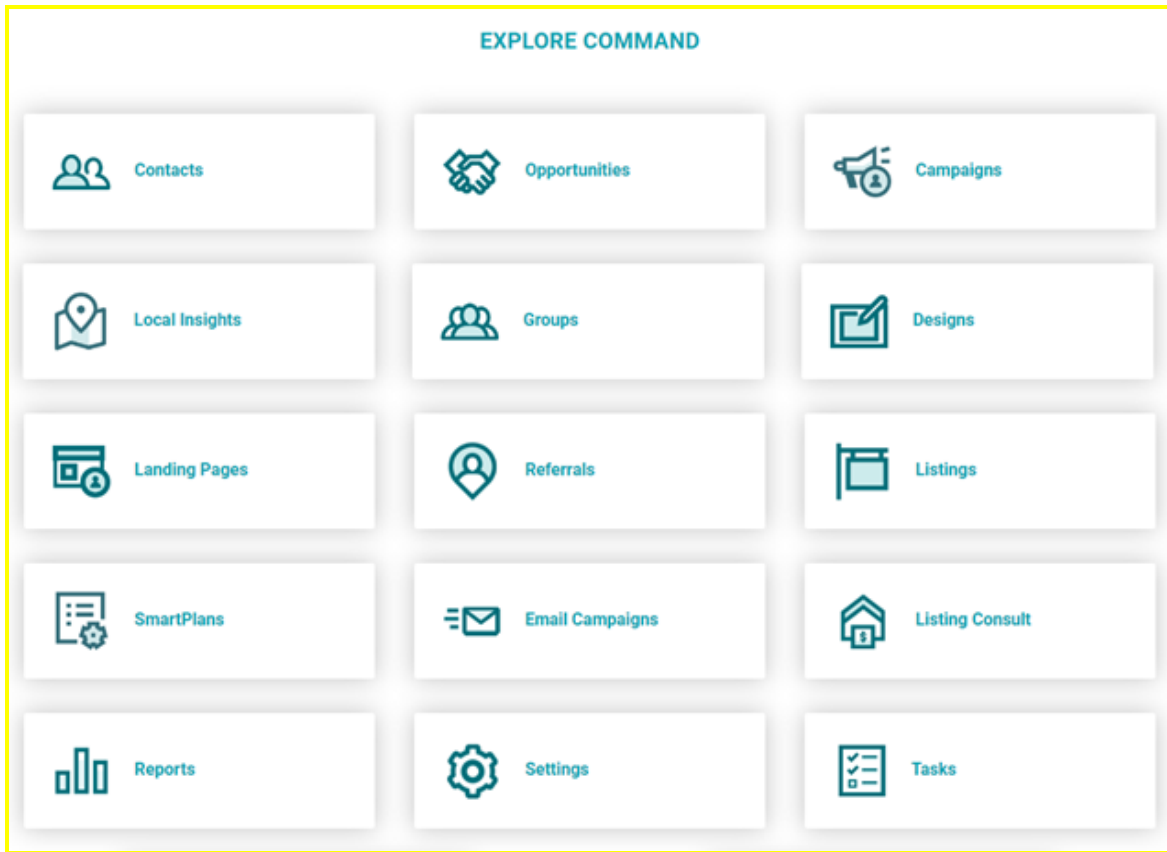 EXPLORE COMMAND
Contacts
Opportunities
Campaigns
Local Insights
Groups
Designs
Landing Pages
Referrals
Listings
SmartPlans
Email Campaigns
Listing Consult
$
Reports
Settings
Tasks